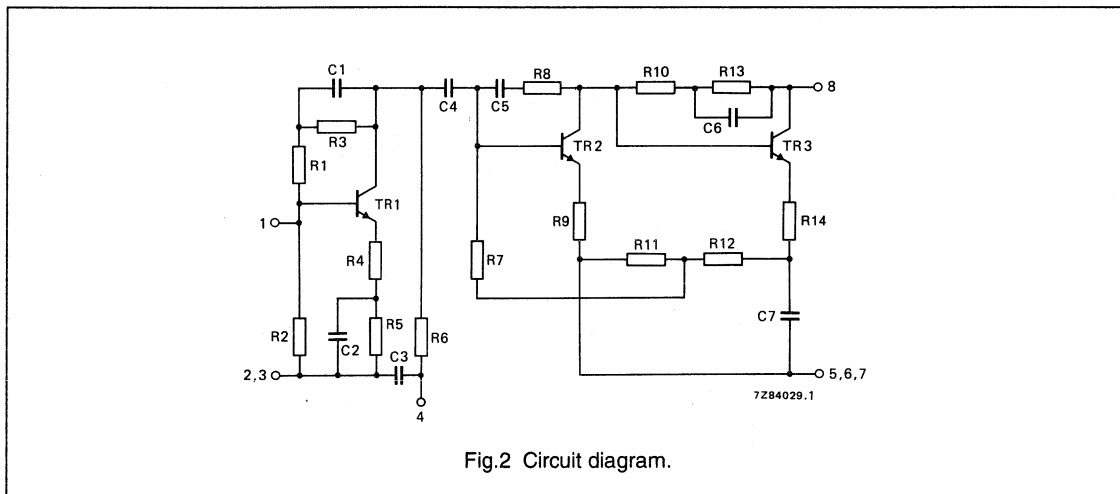 C1
R3
R1
TR1
1
R4
R2
C2
R5
C3
R6
2,3
4
C4
C5
R8
R10
R13
8
C6
TR2
TR3
R9
R14
R7
R11
R12
C7
5,6,7
7Z84029.1
Fig.2 Circuit diagram.